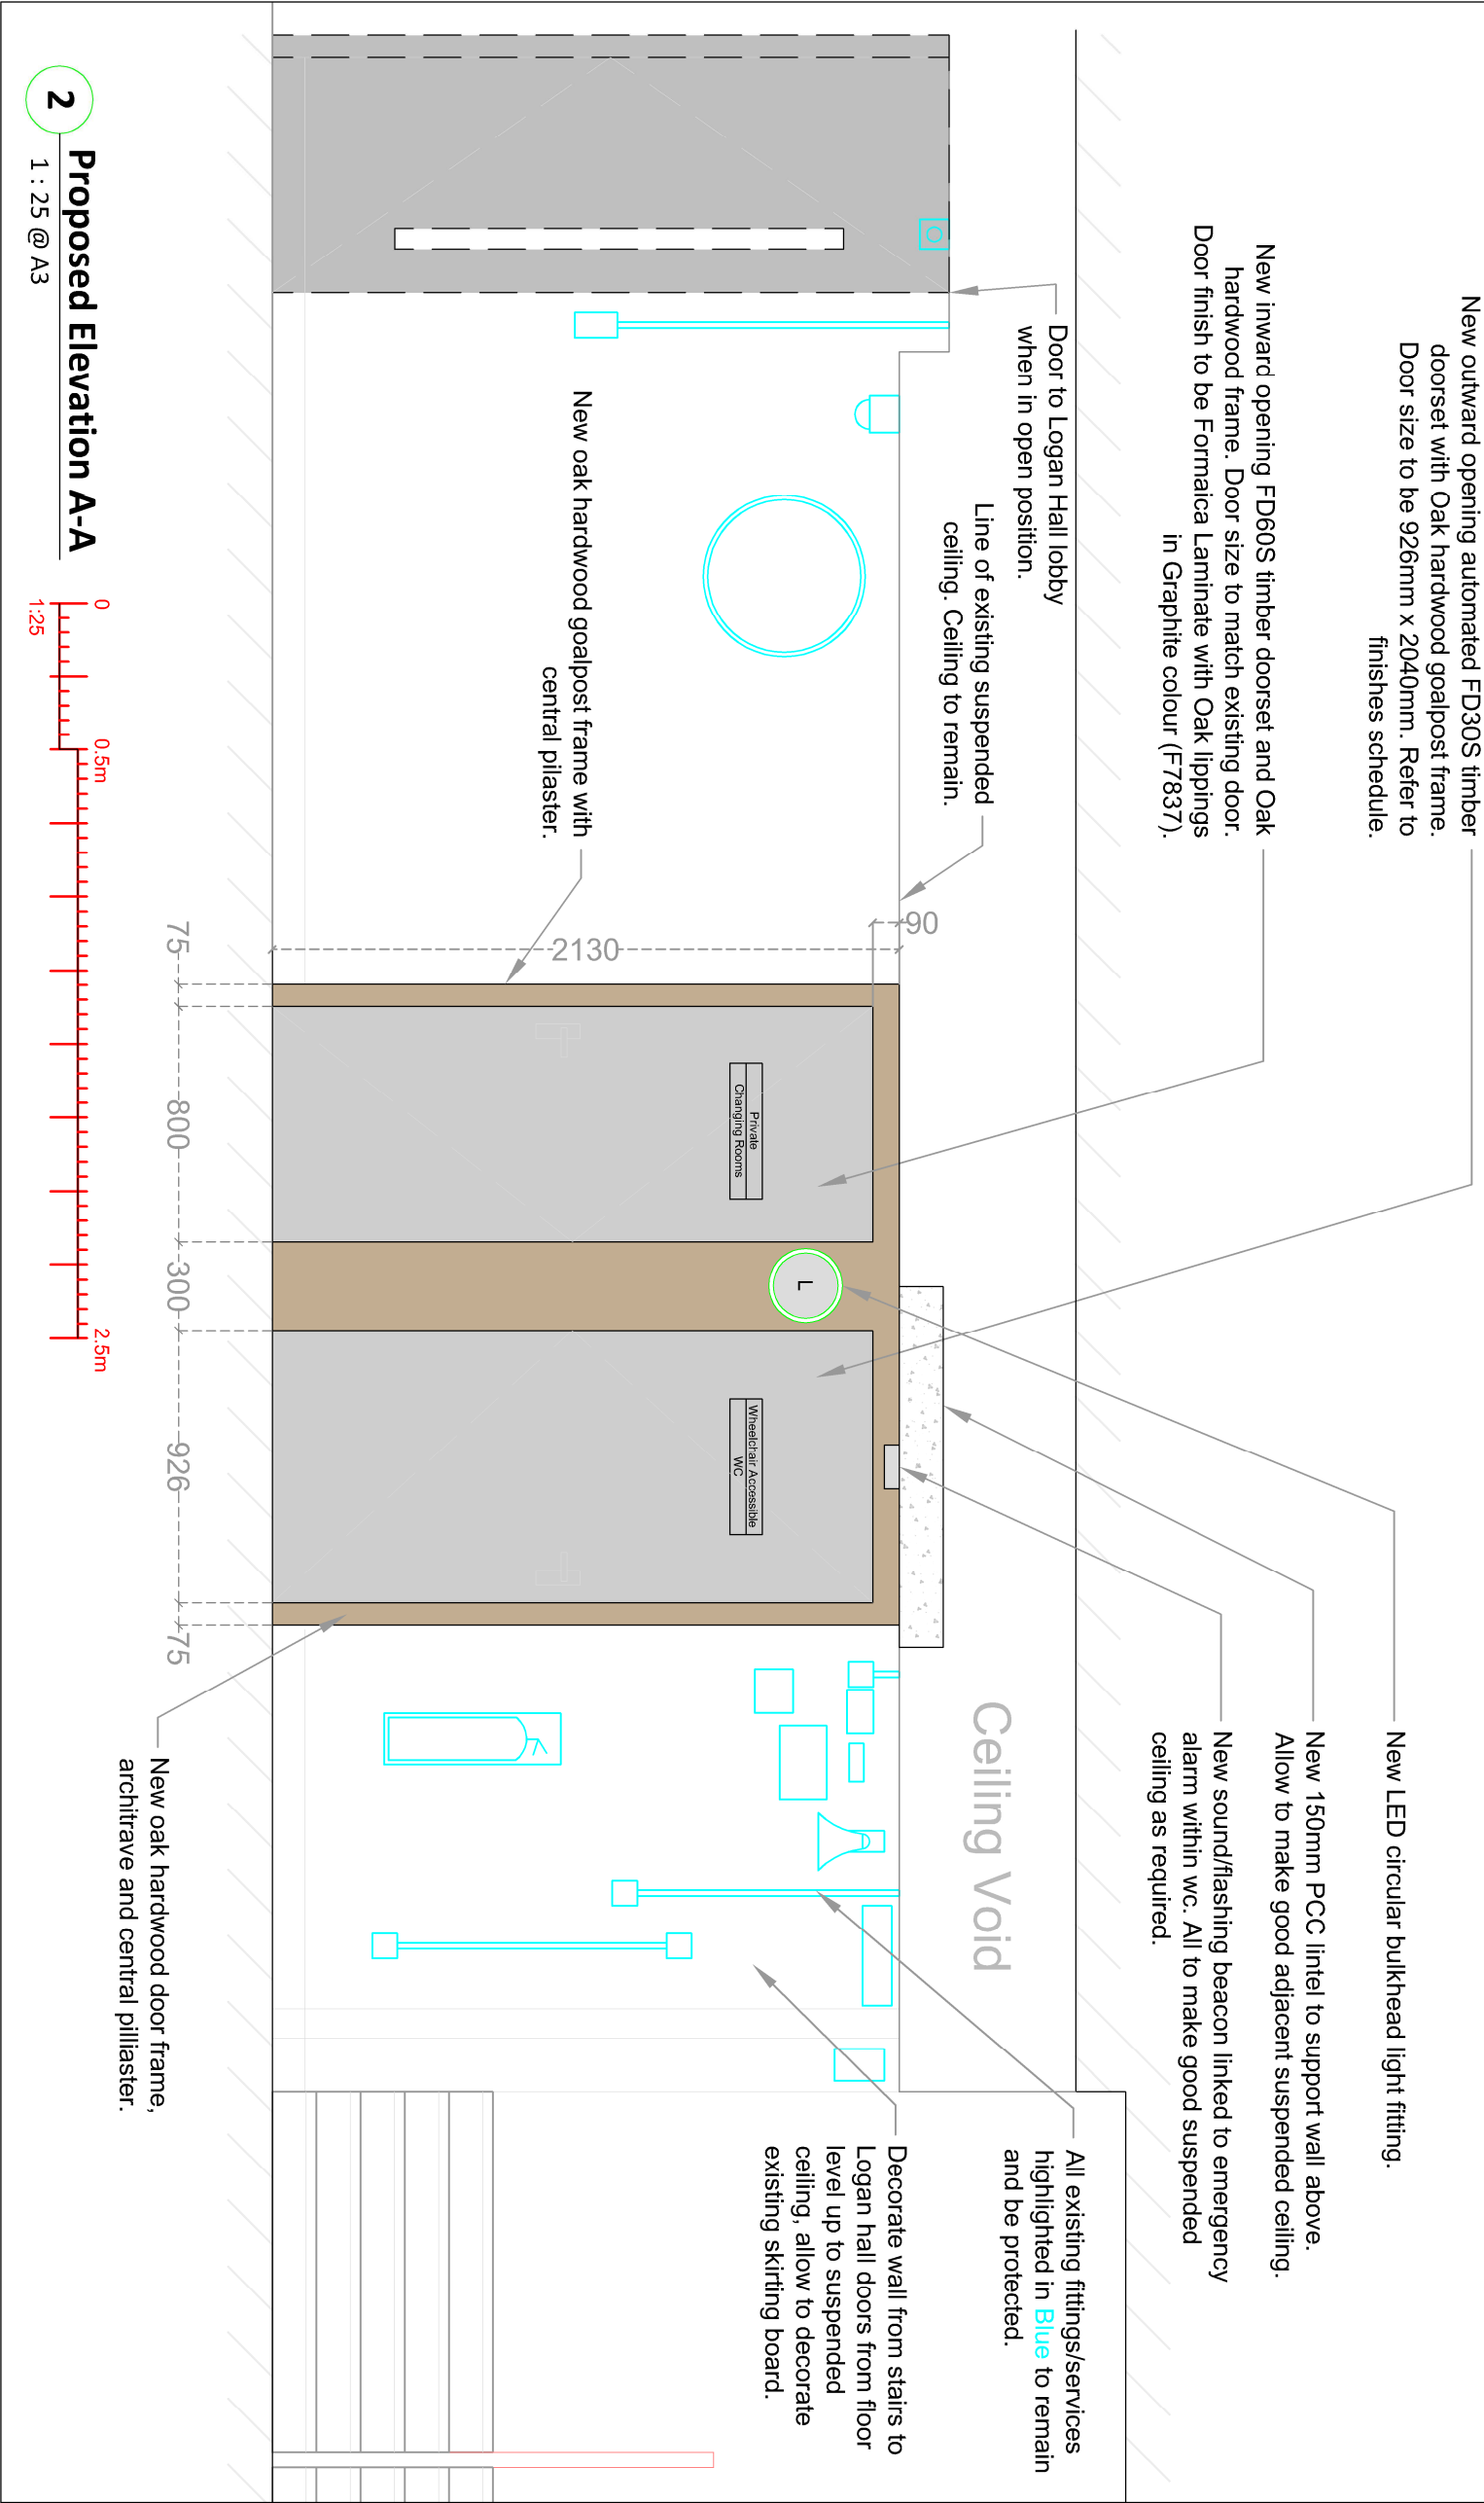 New outward opening automated FD30S timber
doorset with Oak hardwood goalpost frame.
Door size to be 926mm x 2040mm. Refer to
finishes schedule.
New inward opening FD60S timber doorset and Oak
hardwood frame. Door size to match existing door.
Door finish to be Formaica Laminate with Oak lippings
in Graphite colour (F7837).
Door to Logan Hall lobby
when in open position.
Line of existing suspended
ceiling. Ceiling to remain.
New oak hardwood goalpost frame with
central pilaster.
New LED circular bulkhead light fitting.
New 150mm PCC lintel to support wall above.
Allow to make good adjacent suspended ceiling.
New sound/flashing beacon linked to emergency
alarm within wc. All to make good suspended
ceiling as required.
All existing fittings/services
highlighted in Blue to remain
and be protected.
Decorate wall from stairs to
Logan hall doors from floor
level up to suspended
ceiling, allow to decorate
existing skirting board.
Ceiling Void
90
2130
L
Private
Changing Rooms
Wheelchair Accessible
WC
75
800
300
926
75
New oak hardwood door frame,
architrave and central pilliaster.
2
Proposed Elevation A-A
1 : 25 @ A3
0
0.5m
2.5m
1:25